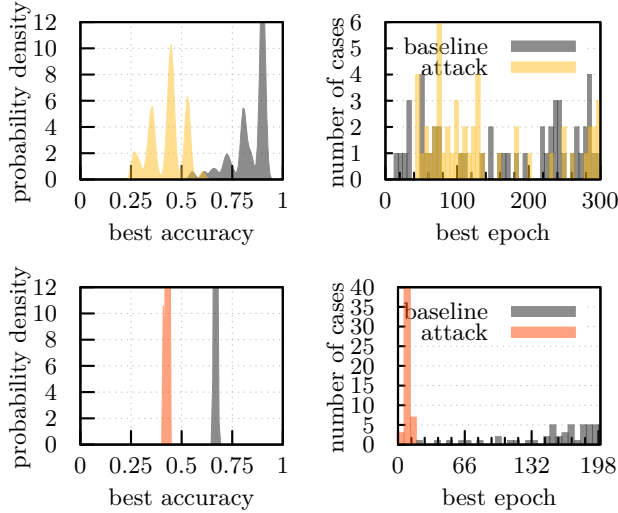 probability density
12
10
8
6
4
2
0
0 0.25 0.5 0.75 1
best accuracy
number of cases
6
5
4
3
2
1
0
baseline
attack
0 100 200 300
best epoch
probability density
12
10
8
6
4
2
0
0 0.25 0.5 0.75 1
best accuracy
number of cases
40
35
30
25
20
15
10
5
0
baseline
attack
0 66 132 198
best epoch